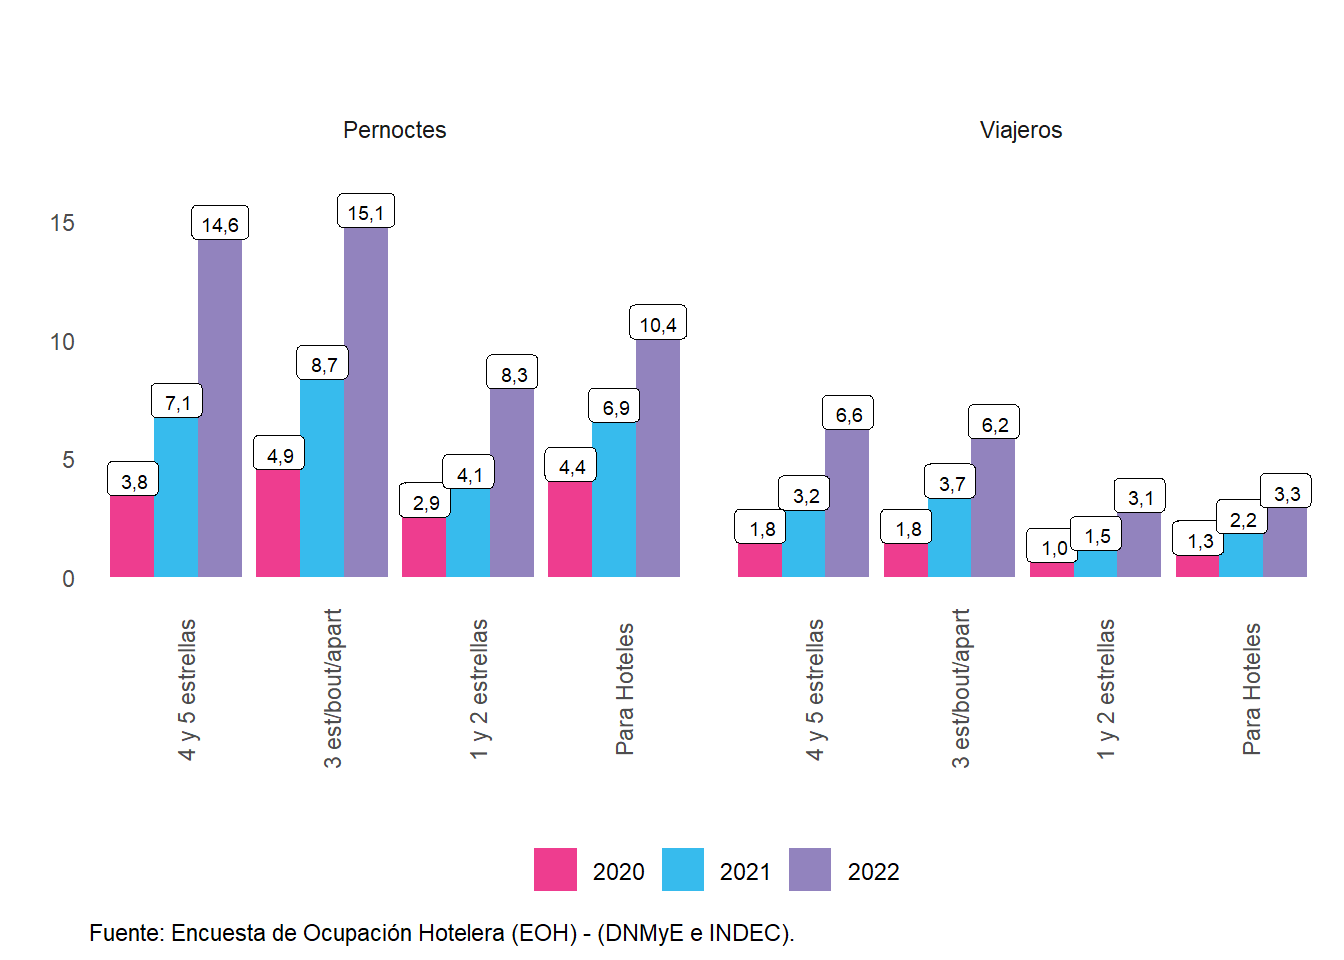 Pernoctes
Viajeros
15
10
5
0
3,8
7,1
14,6
4,9
8,7
15,1
2,9
4,1
8,3
4,4
6,9
10,4
1,8
3,2
6,6
1,8
3,7
6,2
1,0
1,5
3,1
1,3
2,2
3,3
4 y 5 estrellas
3 est/bout/apart
1 y 2 estrellas
Para Hoteles
4 y 5 estrellas
3 est/bout/apart
1 y 2 estrellas
Para Hoteles
2020 2021 2022
Fuente: Encuesta de Ocupación Hotelera (EOH) - (DNMyE e INDEC).